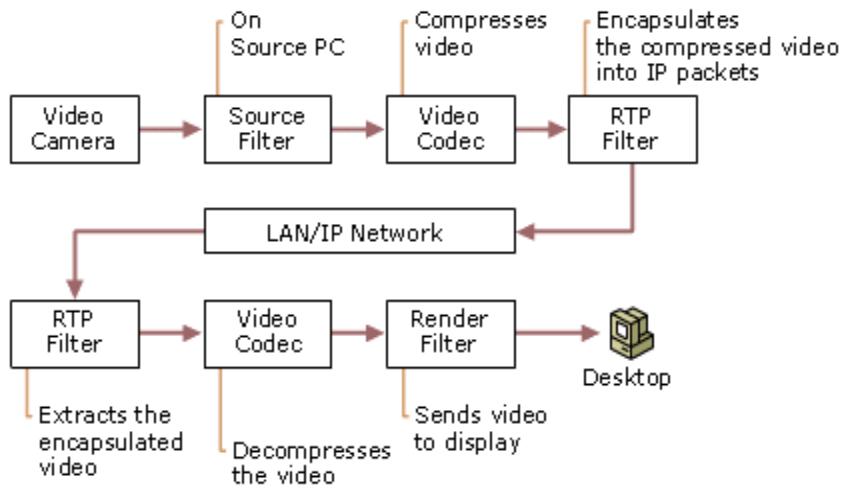 On
Source PC
Compresses
video
Encapsulates
the compressed video
into IP packets
Video
Camera
Source
Filter
Video
Codec
RTP
Filter
LAN/IP Network
RTP
Filter
Video
Codec
Render
Filter
Desktop
Extracts the
encapsulated
video
Decompresses
the video
Sends video
to display